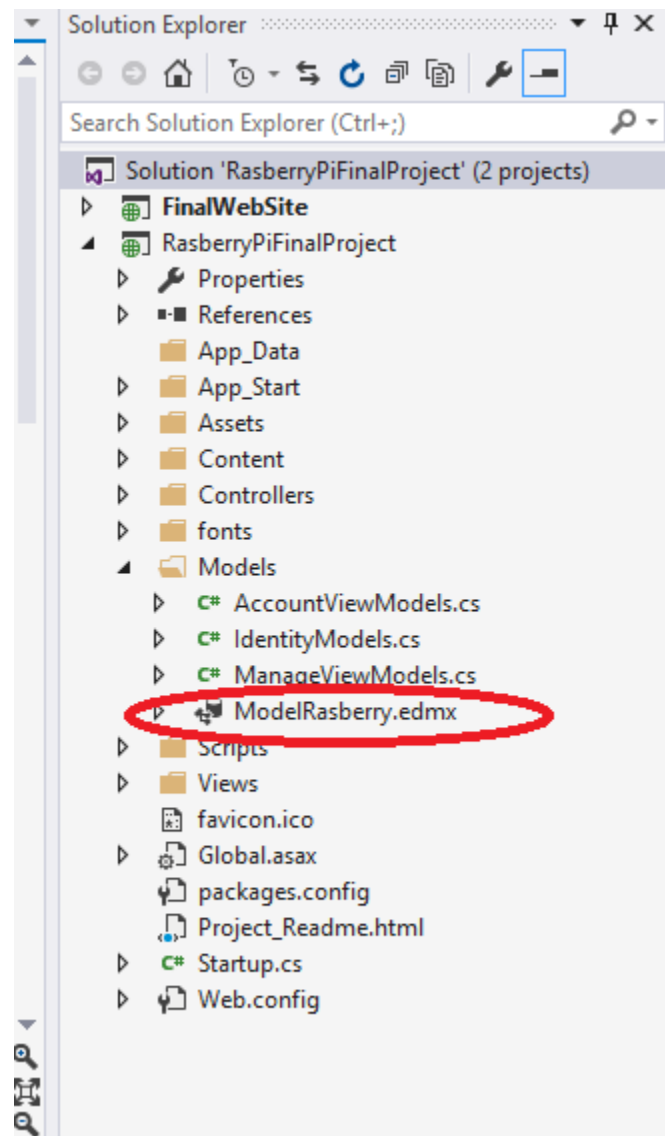 Solution Explorer
Search Solution Explorer (Ctrl+;)
Solution 'RasberryPiFinalProject' (2 projects)
FinalWebSite
RasberryPiFinalProject
Properties
References
App_Data
App_Start
Assets
Content
Controllers
fonts
Models
C# AccountViewModels.cs
C# IdentityModels.cs
C# ManageViewModels.cs
ModelRasberry.edmx
Scripts
Views
favicon.ico
Global.asax
packages.config
Project_Readme.html
C# Startup.cs
Web.config